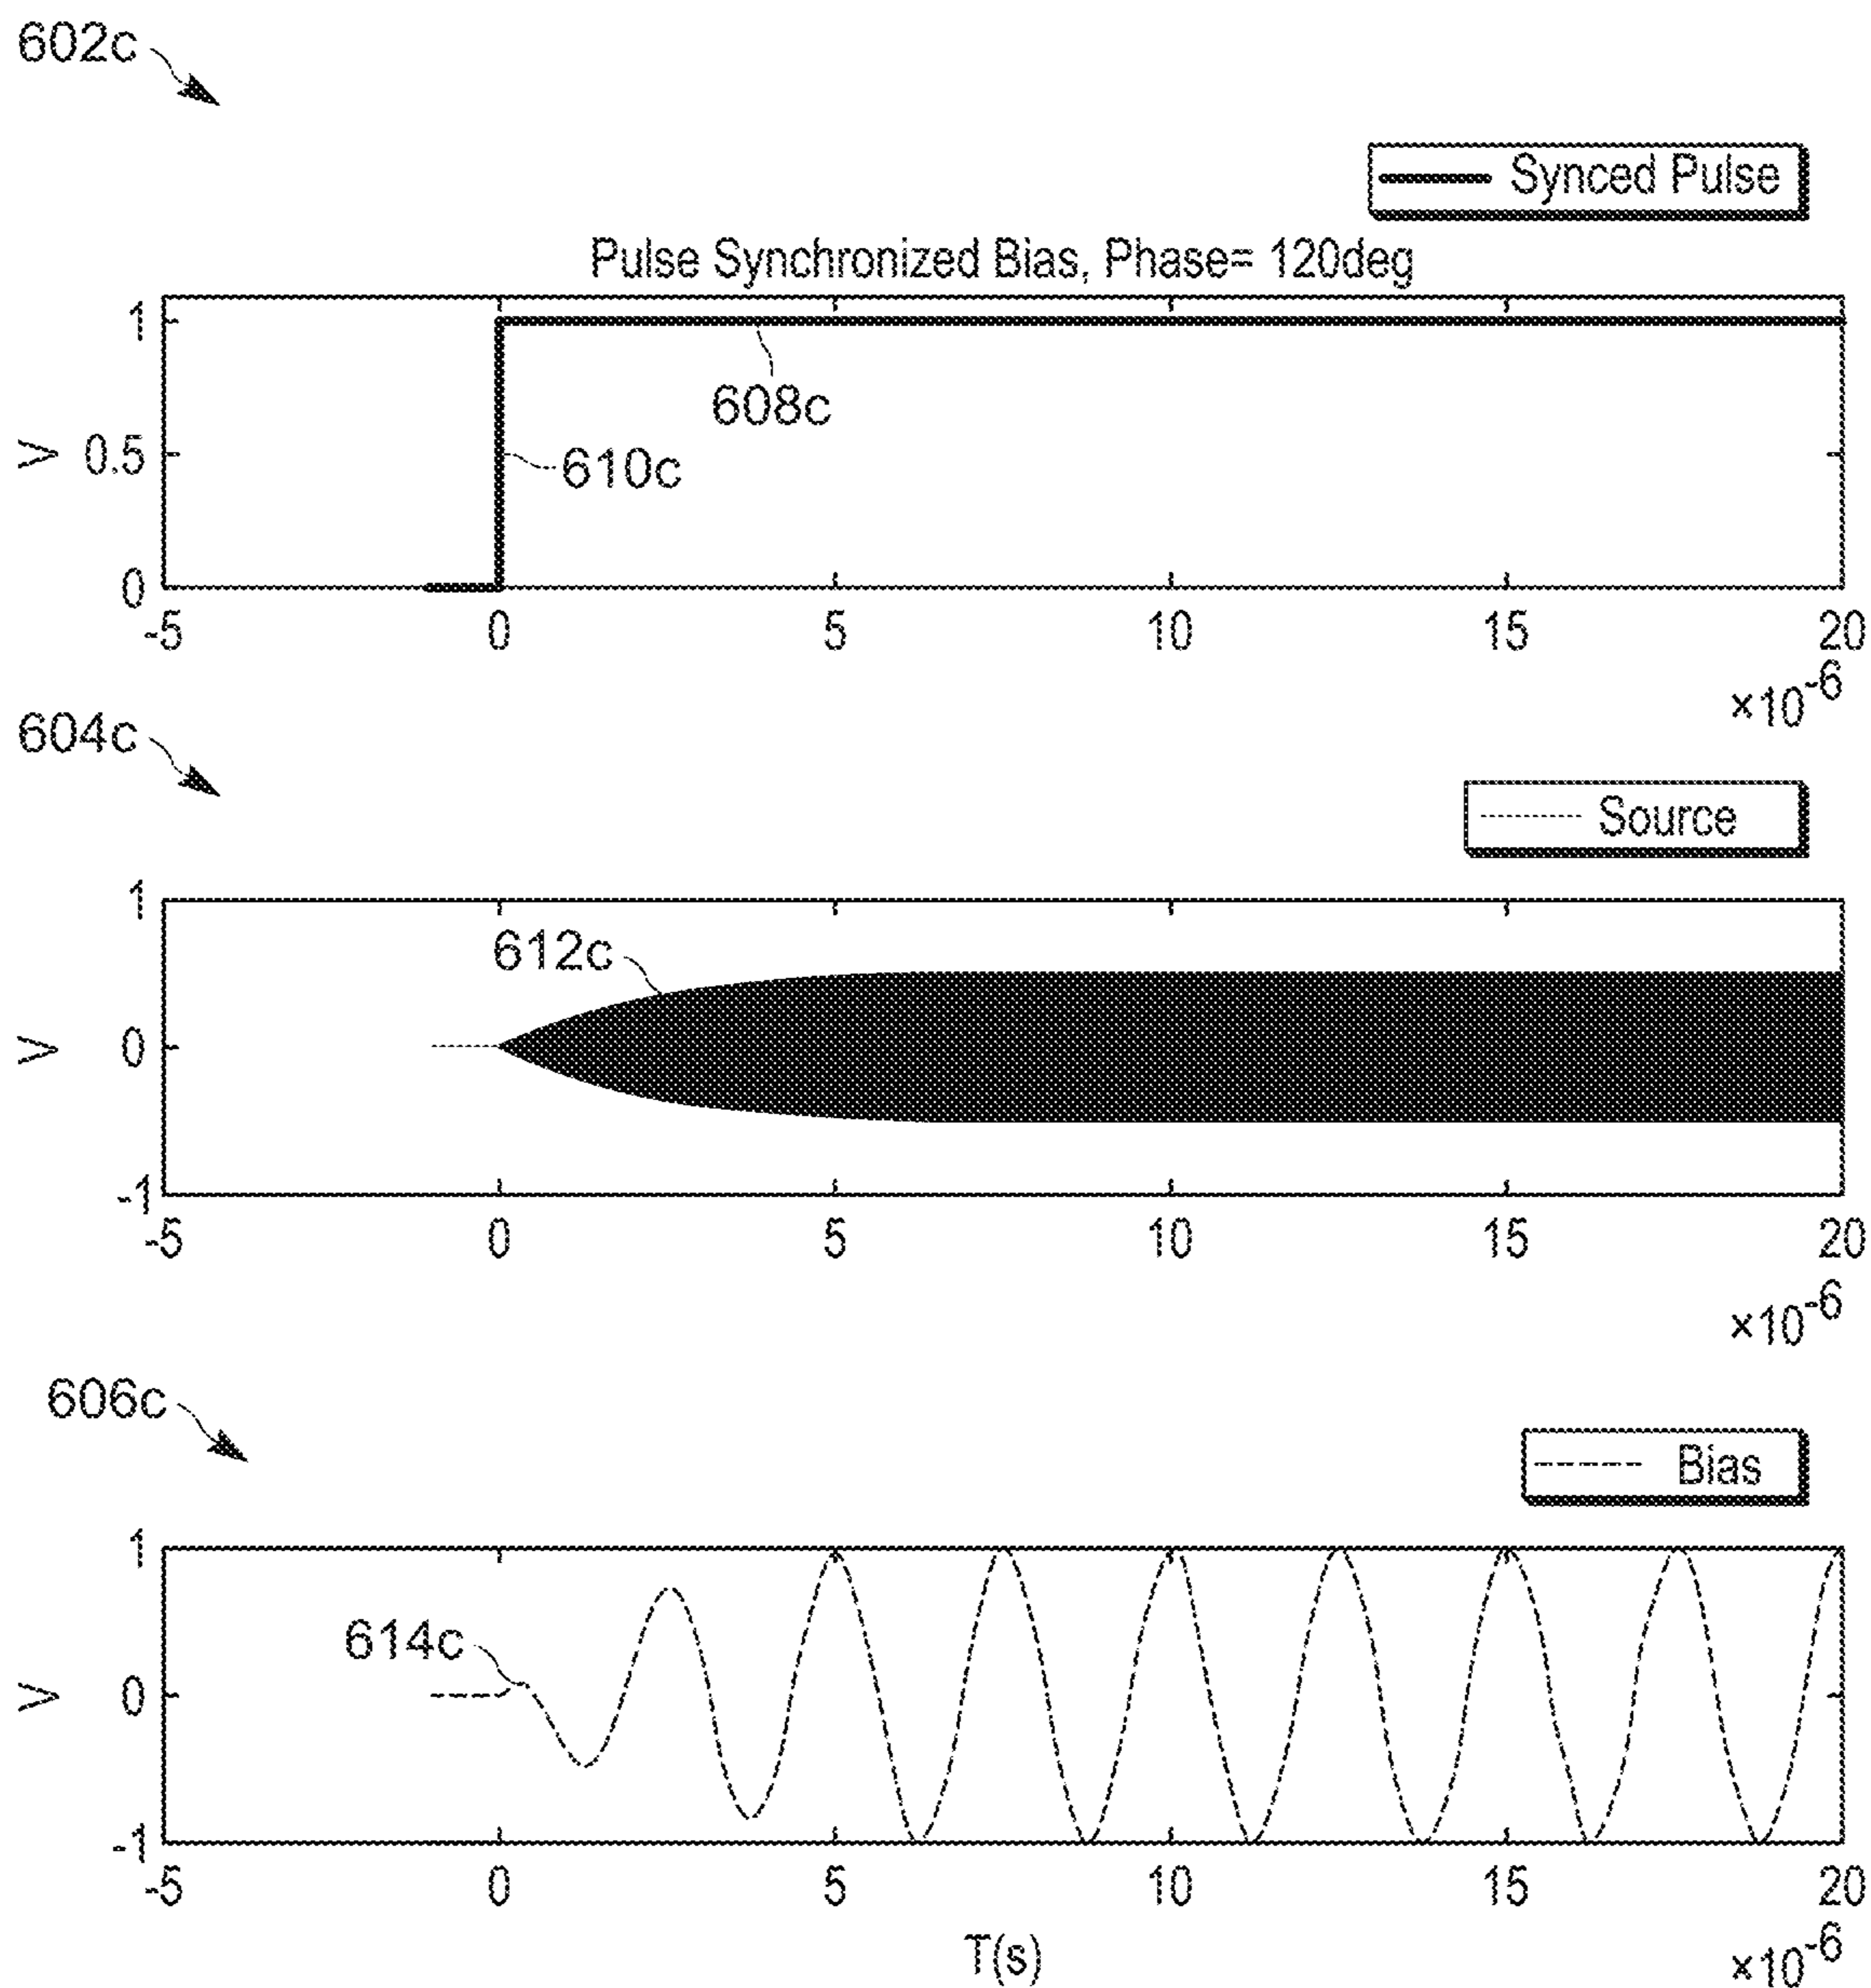 602c
Synced Pulse
Pulse Synchronized Bias, Phase= 120deg
1
608c
V 0.5
610c
0
-5 0 5 10 15 20
×10-6
604c
Source
1
612c
V 0
-1
-5 0 5 10 15 20
×10-6
606c
Bias
1
614c
V 0
-1
-5 0 5 10 15 20
T(s)
×10-6